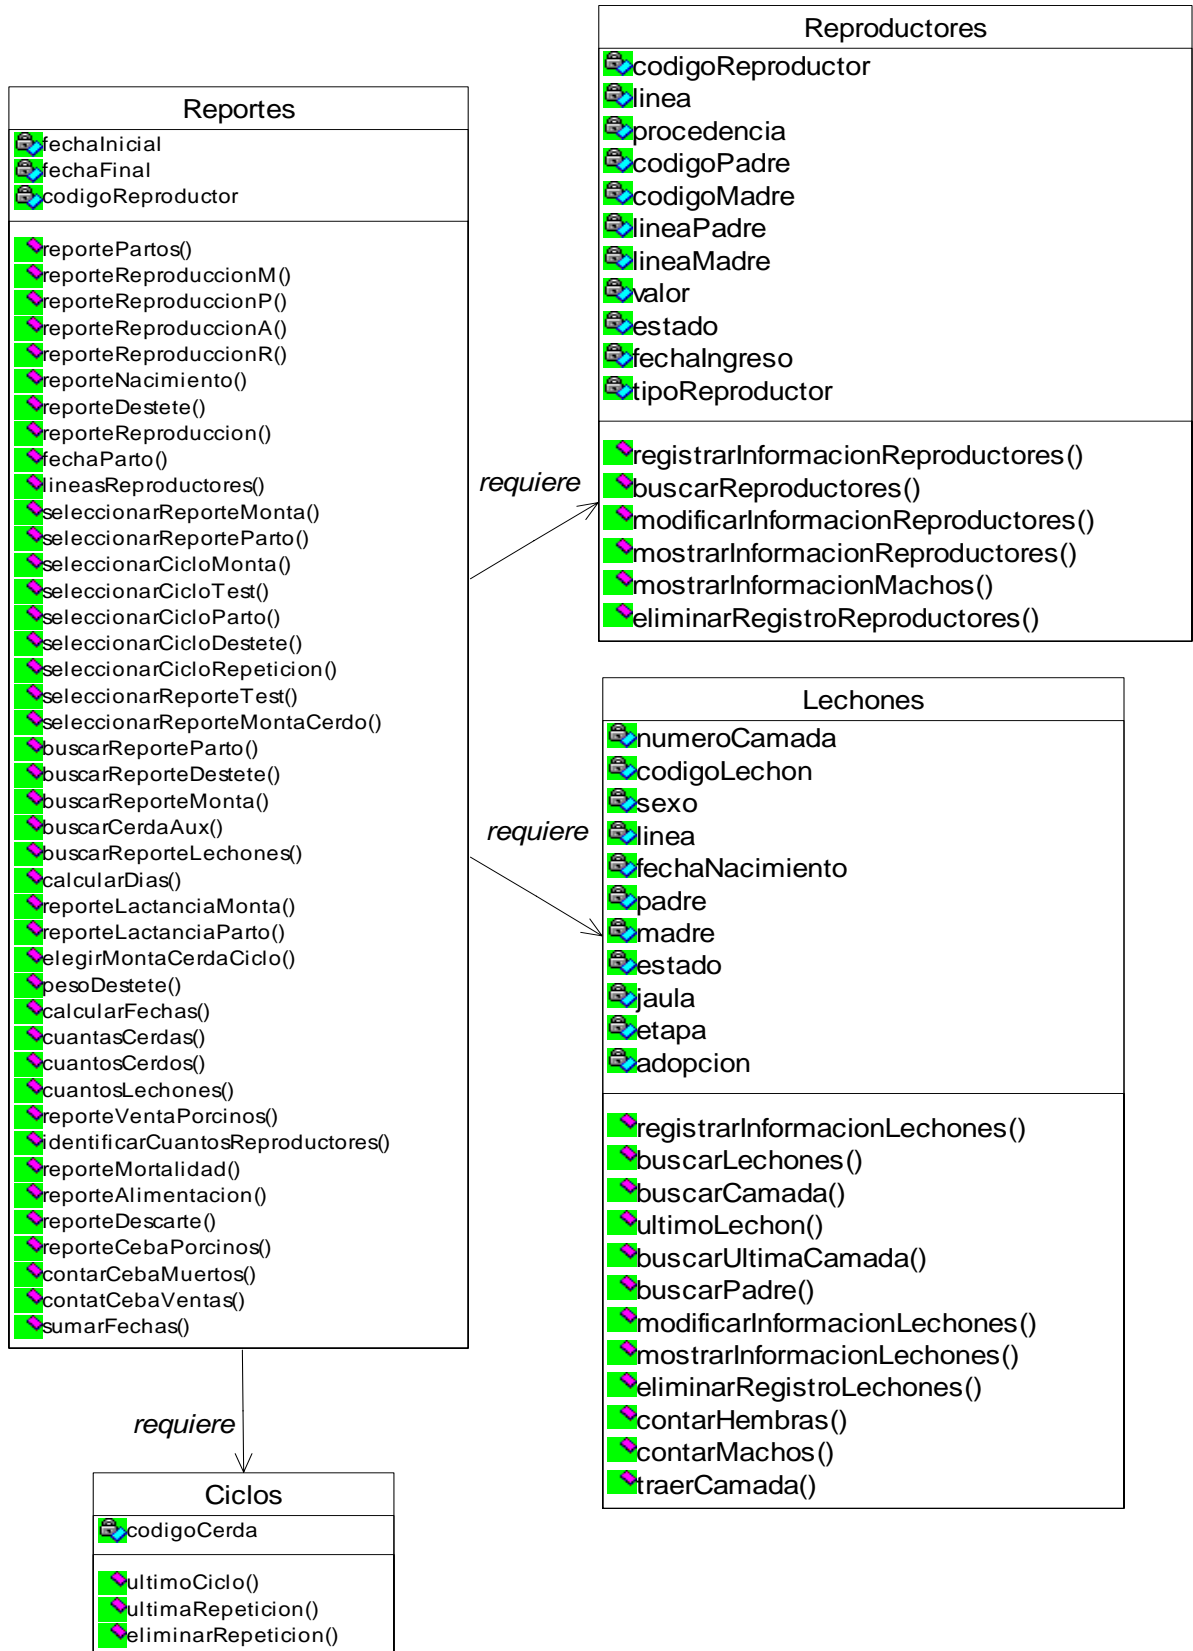 Reportes
fechaInicial
fechaFinal
codigoReproductor
reportePartos()
reporteReproduccionM()
reporteReproduccionP()
reporteReproduccionA()
reporteReproduccionR()
reporteNacimiento()
reporteDestete()
reporteReproduccion()
fechaParto()
lineasReproductores()
seleccionarReporteMonta()
seleccionarReporteParto()
seleccionarCicloMonta()
seleccionarCicloTest()
seleccionarCicloParto()
seleccionarCicloDestete()
seleccionarCicloRepeticion()
seleccionarReporteTest()
seleccionarReporteMontaCerdo()
buscarReporteParto()
buscarReporteDestete()
buscarReporteMonta()
buscarCerdaAux()
buscarReporteLechones()
calcularDias()
reporteLactanciaMonta()
reporteLactanciaParto()
elegirMontaCerdaCiclo()
pesoDestete()
calcularFechas()
cuantasCerdas()
cuantosCerdos()
cuantosLechones()
reporteVentaPorcinos()
identificarCuantosReproductores()
reporteMortalidad()
reporteAlimentacion()
reporteDescarte()
reporteCebaPorcinos()
contarCebaMuertos()
contatCebaVentas()
sumarFechas()
requiere
Reproductores
codigoReproductor
linea
procedencia
codigoPadre
codigoMadre
lineaPadre
lineaMadre
valor
estado
fechaIngreso
tipoReproductor
registrarInformacionReproductores()
buscarReproductores()
modificarInformacionReproductores()
mostrarInformacionReproductores()
mostrarInformacionMachos()
eliminarRegistroReproductores()
requiere
Lechones
numeroCamada
codigoLechon
sexo
linea
fechaNacimiento
padre
madre
estado
jaula
etapa
adopcion
registrarInformacionLechones()
buscarLechones()
buscarCamada()
ultimoLechon()
buscarUltimaCamada()
buscarPadre()
modificarInformacionLechones()
mostrarInformacionLechones()
eliminarRegistroLechones()
contarHembras()
contarMachos()
traerCamada()
requiere
Ciclos
codigoCerda
ultimoCiclo()
ultimaRepeticion()
eliminarRepeticion()